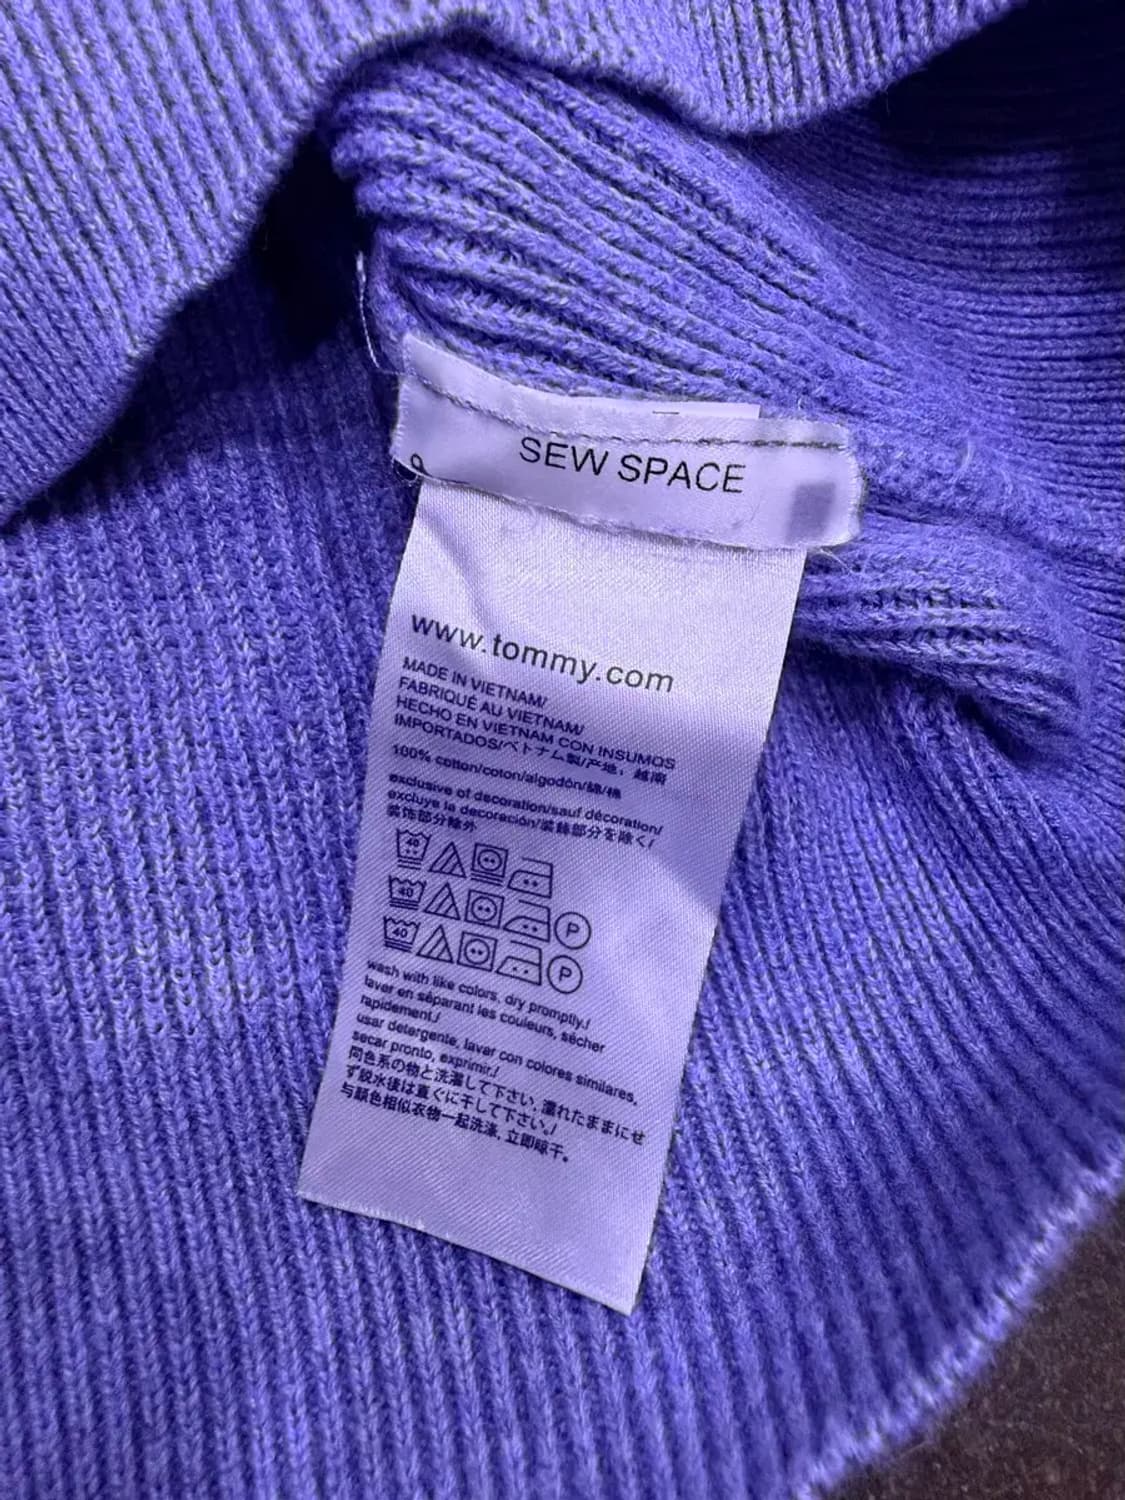 SEW SPACE
www.tommy.com
MADE IN VIETNAM/
FABRIQUÉ AU VIETNAM/
HECHO EN VIETNAM CON INSUMOS
IMPORTADOS/ベトナム製/产地：越南
100% cotton/coton/algodón/綿/棉
exclusive of decoration/sauf décoration/
excluye la decoración/装飾部分を除く/
装饰部分除外
40
40
P
40
P
wash with like colors, dry promptly./
laver en séparant les couleurs, sécher
rapidement./
usar detergente, lavar con colores similares,
secar pronto, exprimir./
同色系の物と洗濯して下さい, 濡れたままにせ
ず脱水後は直ぐに干して下さい./
与颜色相似衣物一起洗涤, 立即晾干。